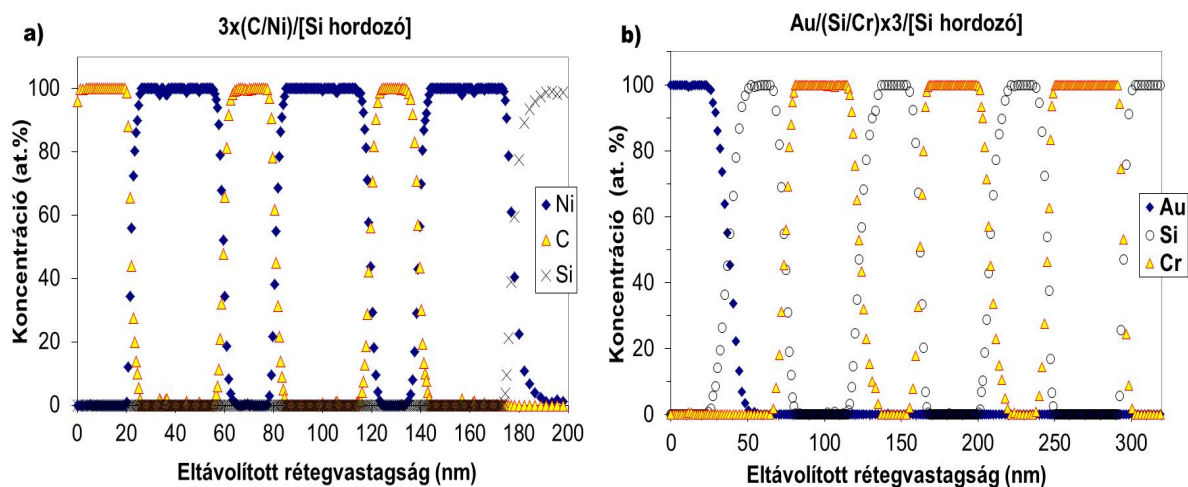 a)
3x(C/Ni)/[Si hordozó]
Koncentráció (at.%)
100
80
60
40
20
0
0 20 40 60 80 100 120 140 160 180 200
Eltávolított rétegvastagság (nm)
Ni
C
Si
b)
Au/(Si/Cr)x3/[Si hordozó]
Koncentráció (at. %)
100
80
60
40
20
0
0 50 100 150 200 250 300
Eltávolított rétegvastagság (nm)
Au
Si
Cr